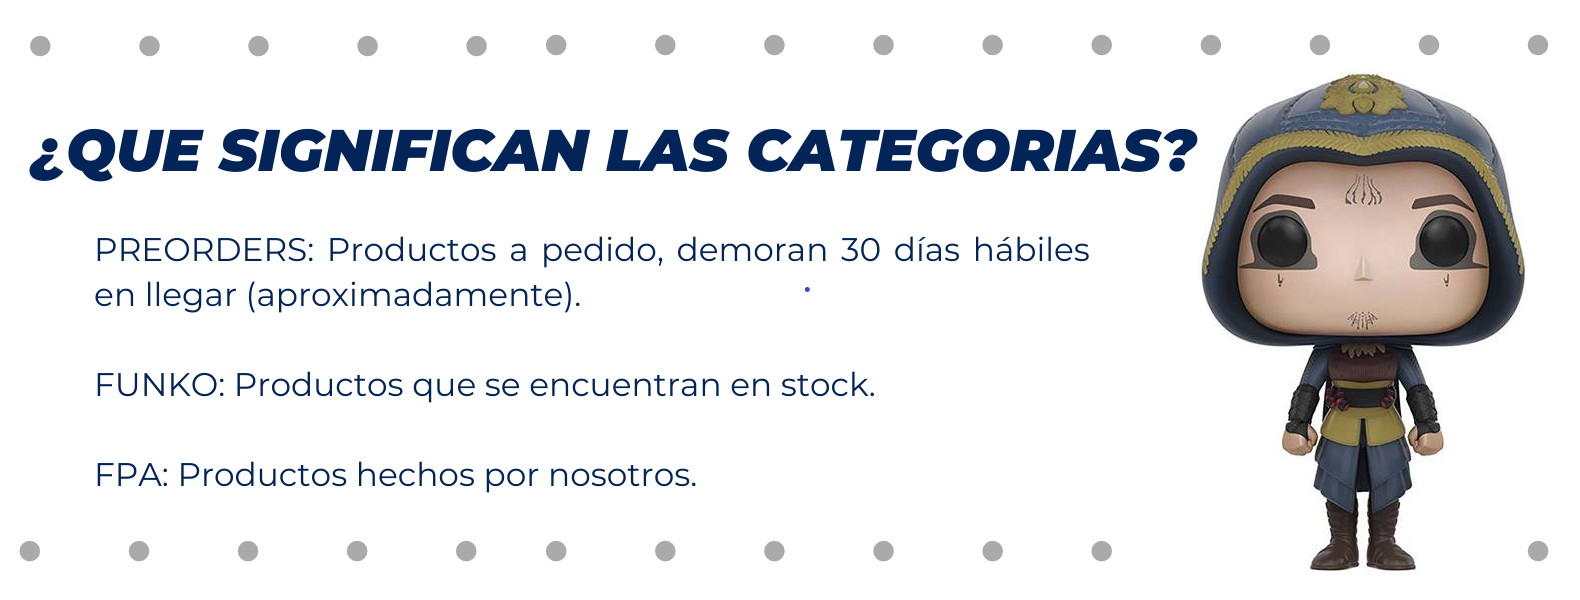 ¿QUE SIGNIFICAN LAS CATEGORIAS?
PREORDERS: Productos a pedido, demoran 30 días hábiles
en llegar (aproximadamente).
FUNKO: Productos que se encuentran en stock.
FPA: Productos hechos por nosotros.